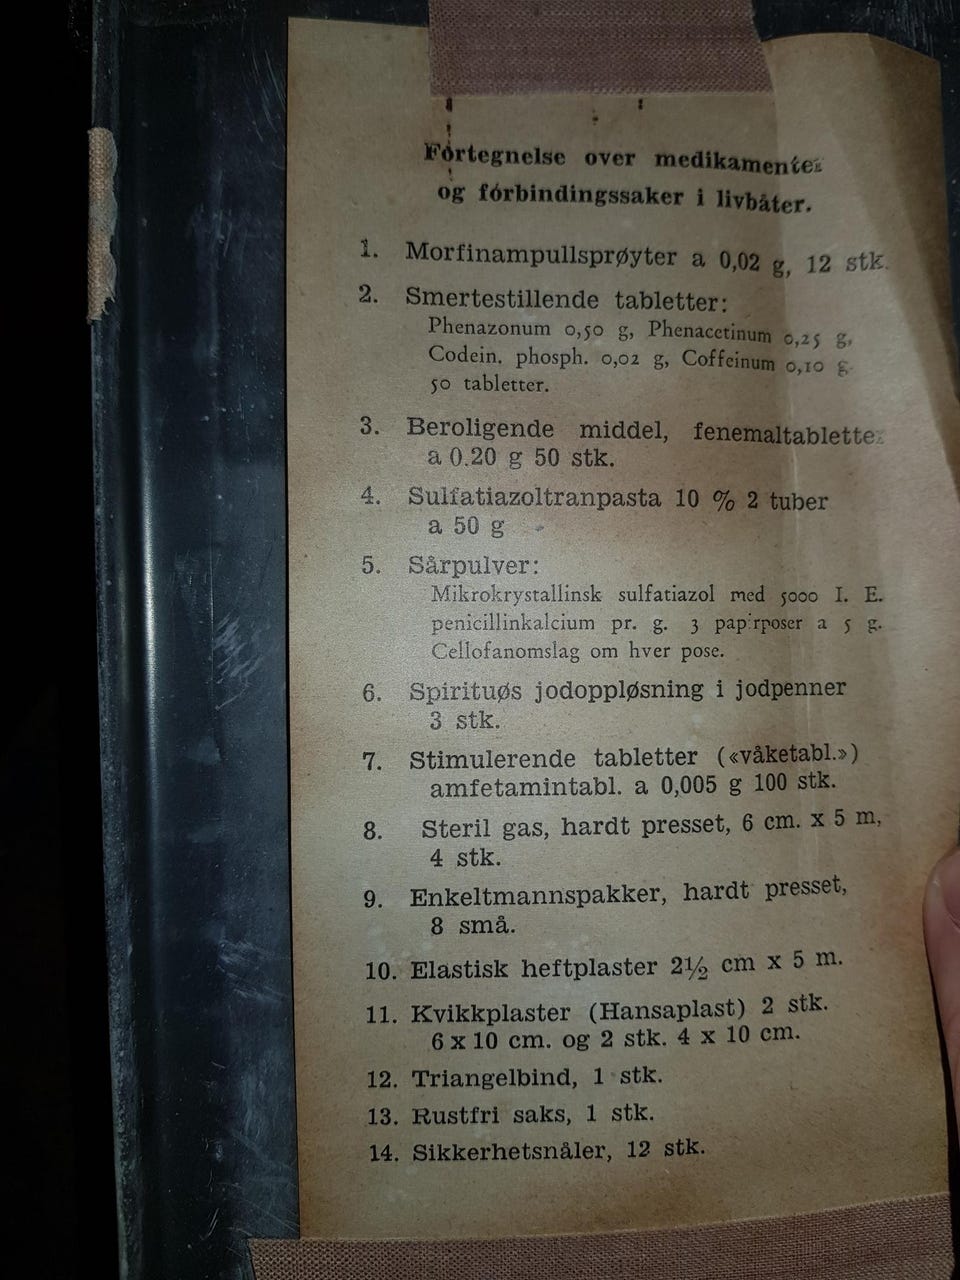 Fortegnelse over medikamenter
og forbindingssaker i livbåter.
1. Morfinampullsprøyter a 0,02 g, 12 stk.
2. Smertestillende tabletter:
Phenazonum 0,50 g, Phenacetinum 0,25 g,
Codein. phosph. 0,02 g, Coffeinum 0,10 g
50 tabletter.
3. Beroligende middel, fenemaltabletter
a 0.20 g 50 stk.
4. Sulfatiazoltranpasta 10 % 2 tuber
a 50 g
5. Sårpulver:
Mikrokrystallinsk sulfatiazol med 5000 I. E.
penicillinkalcium pr. g. 3 papirposer a 5 g.
Cellofanomslag om hver pose.
6. Spirituøs jodoppløsning i jodpenner
3 stk.
7. Stimulerende tabletter («våketabl.»)
amfetamintabl. a 0,005 g 100 stk.
8. Steril gas, hardt presset, 6 cm. x 5 m,
4 stk.
9. Enkeltmannspakker, hardt presset,
8 små.
10. Elastisk heftplaster 2½ cm x 5 m.
11. Kvikkplaster (Hansaplast) 2 stk.
6 x 10 cm. og 2 stk. 4 x 10 cm.
12. Triangelbind, 1 stk.
13. Rustfri saks, 1 stk.
14. Sikkerhetsnåler, 12 stk.